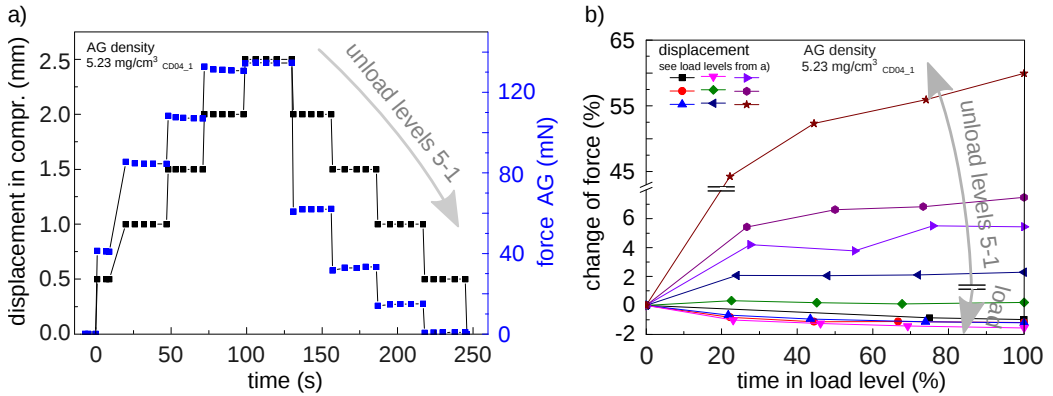 a)
AG density
5.23 mg/cm³ CD04_1
unload levels 5-1
displacement in compr. (mm)
0.0
0.5
1.0
1.5
2.0
2.5
force AG (mN)
0
40
80
120
0
50
100
150
200
250
time (s)
b)
displacement
see load levels from a)
AG density
5.23 mg/cm³ CD04_1
unload levels 5-1
load
change of force (%)
65
55
45
6
4
2
0
-2
0
20
40
60
80
100
time in load level (%)